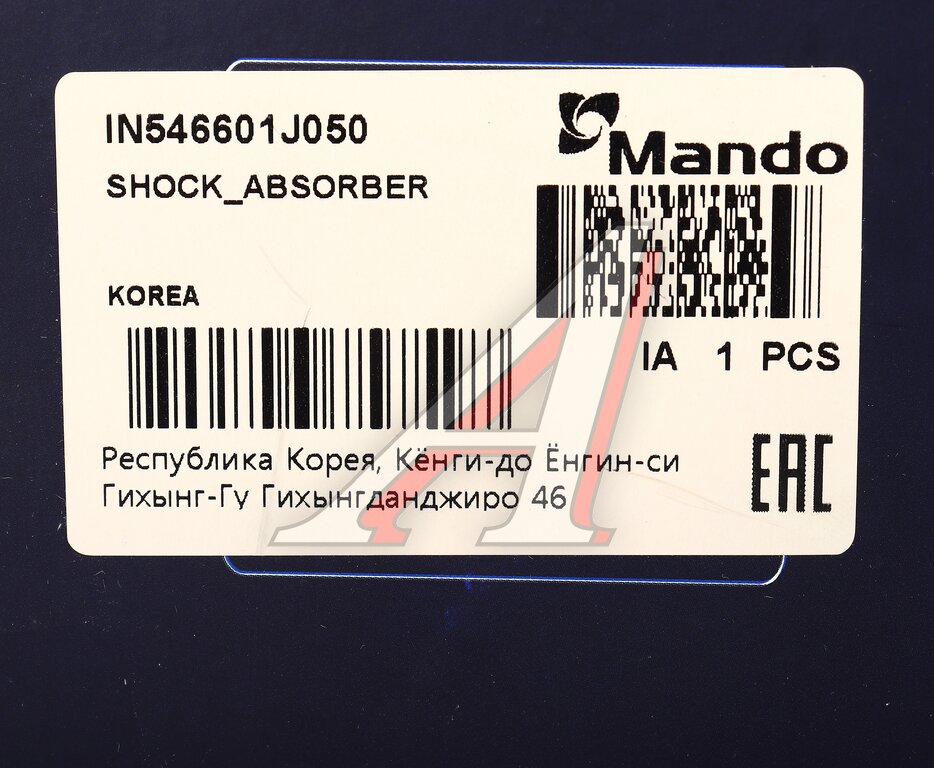 IN546601J050
Mando
SHOCK_ABSORBER
KOREA
IA 1 PCS
Республика Корея, Кёнги-до Ёнгин-си
Гихынг-Гу Гихынгданджиро 46
EAC